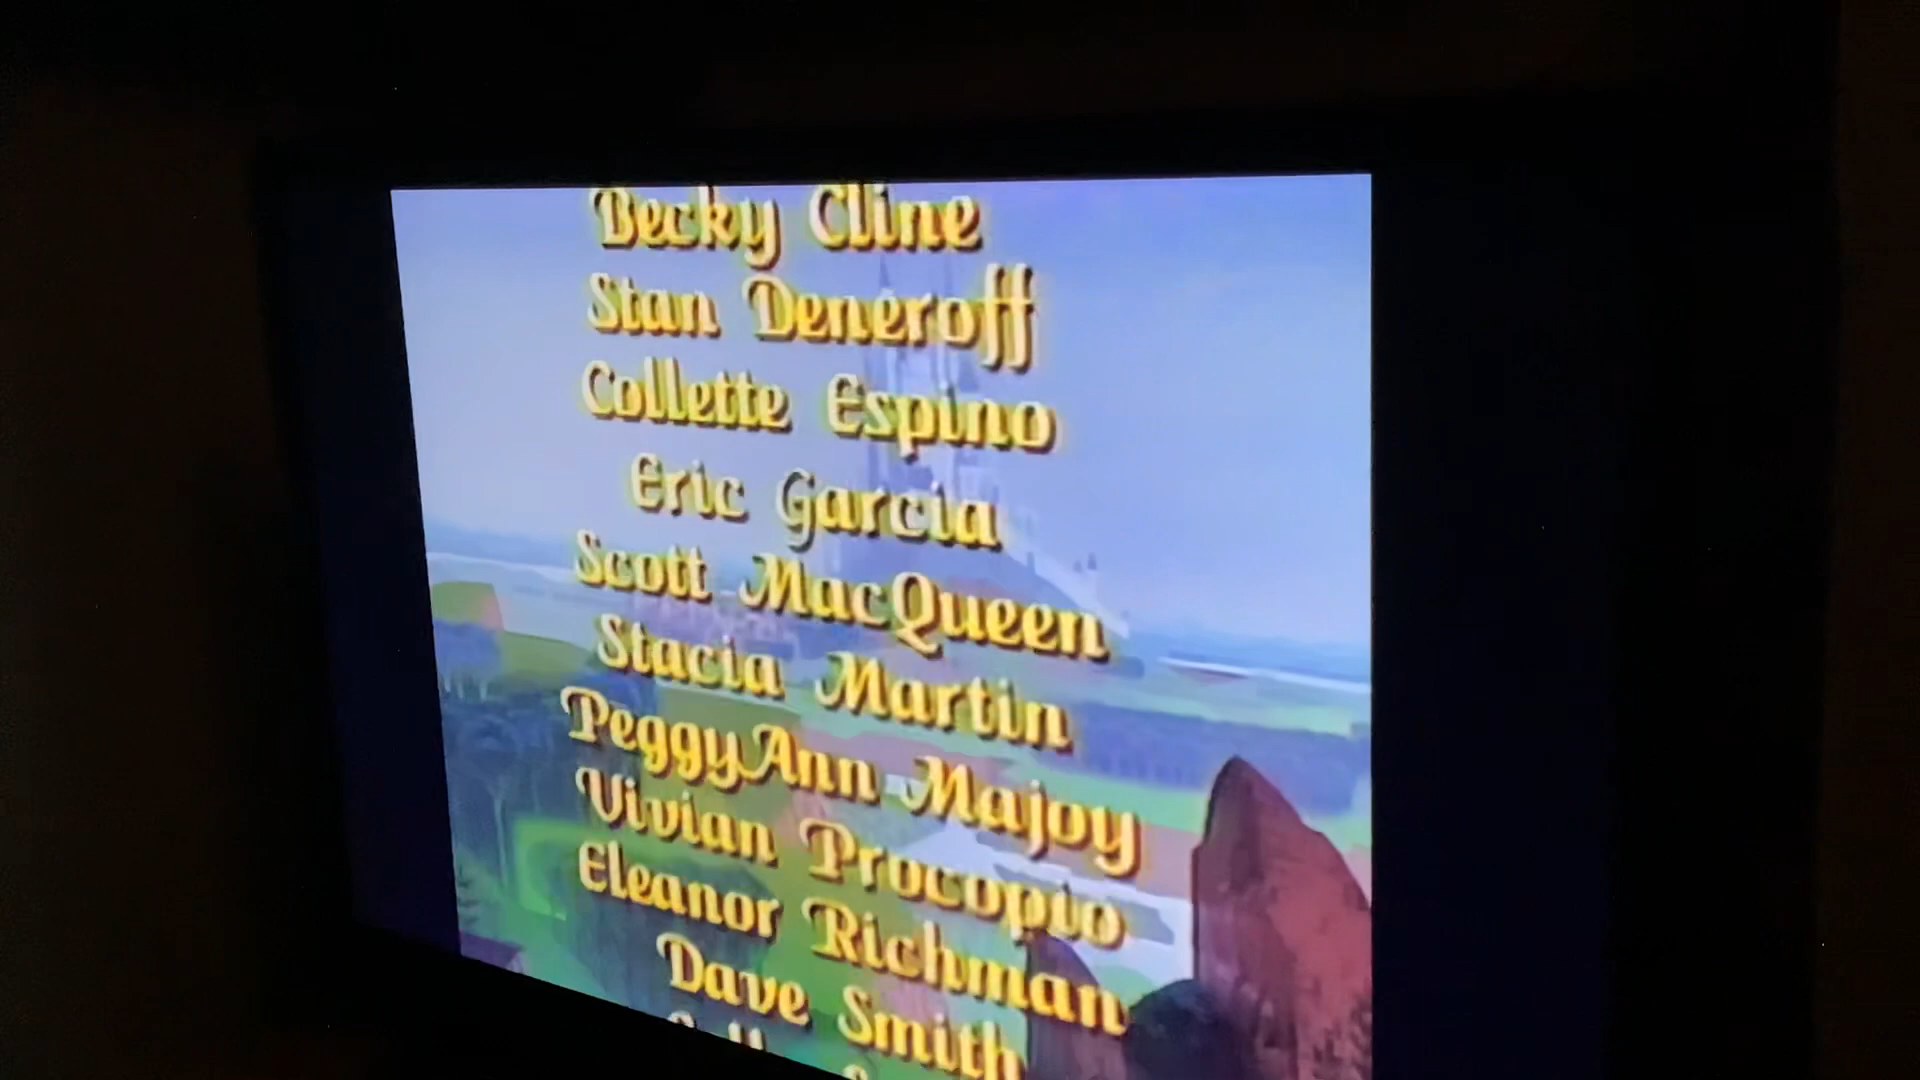 Becky Cline
Stan Deneroff
Collette Espino
Eric Garcia
Scott MacQueen
Stacia Martin
PeggyAnn Majoy
Vivian Procopio
Eleanor Richman
Dave Smith